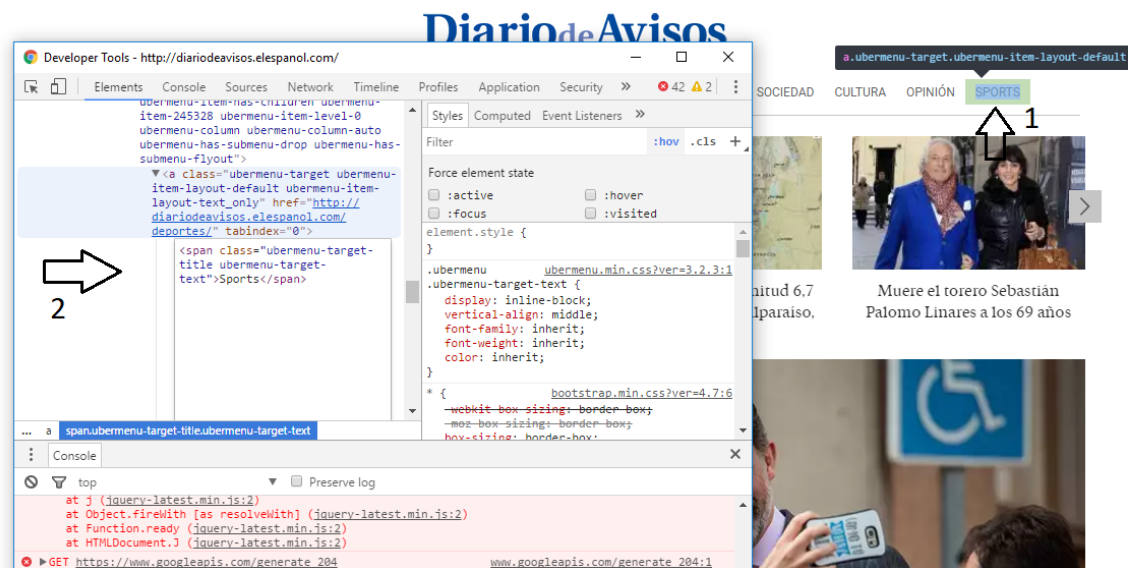 DiariodeAvisos
Developer Tools - http://diariodeavisos.elespanol.com/
a.ubermenu-target.ubermenu-item-layout-default
Elements Console Sources Network Timeline Profiles Application Security » 42 2
SOCIEDAD CULTURA OPINIÓN SPORTS
1
ubermenu-item-has-children ubermenu-
item-245328 ubermenu-item-level-0
ubermenu-column ubermenu-column-auto
ubermenu-has-submenu-drop ubermenu-has-
submenu-flyout">
▼<a class="ubermenu-target ubermenu-
item-layout-default ubermenu-item-
layout-text_only" href="http://
diariodeavisos.elespanol.com/
deportes/" tabindex="0">
<span class="ubermenu-target-
title ubermenu-target-
text">Sports</span>
2
Styles Computed Event Listeners »
Filter :hov .cls +
Force element state
:active :hover
:focus :visited
element.style {
}
.ubermenu ubermenu.min.css?ver=3.2.3:1
.ubermenu-target-text {
display: inline-block;
vertical-align: middle;
font-family: inherit;
font-weight: inherit;
color: inherit;
}
* { bootstrap.min.css?ver=4.7:6
-webkit-box-sizing: border-box;
-moz-box-sizing: border-box;
box-sizing: border-box;
... a span.ubermenu-target-title.ubermenu-target-text
Console
top ▼ Preserve log
at j (jquery-latest.min.js:2)
at Object.fireWith [as resolveWith] (jquery-latest.min.js:2)
at Function.ready (jquery-latest.min.js:2)
at HTMLDocument.J (jquery-latest.min.js:2)
▶GET https://www.googleapis.com/generate_204 www.googleapis.com/generate_204:1
nitud 6,7
lparaíso,
Muere el torero Sebastián
Palomo Linares a los 69 años